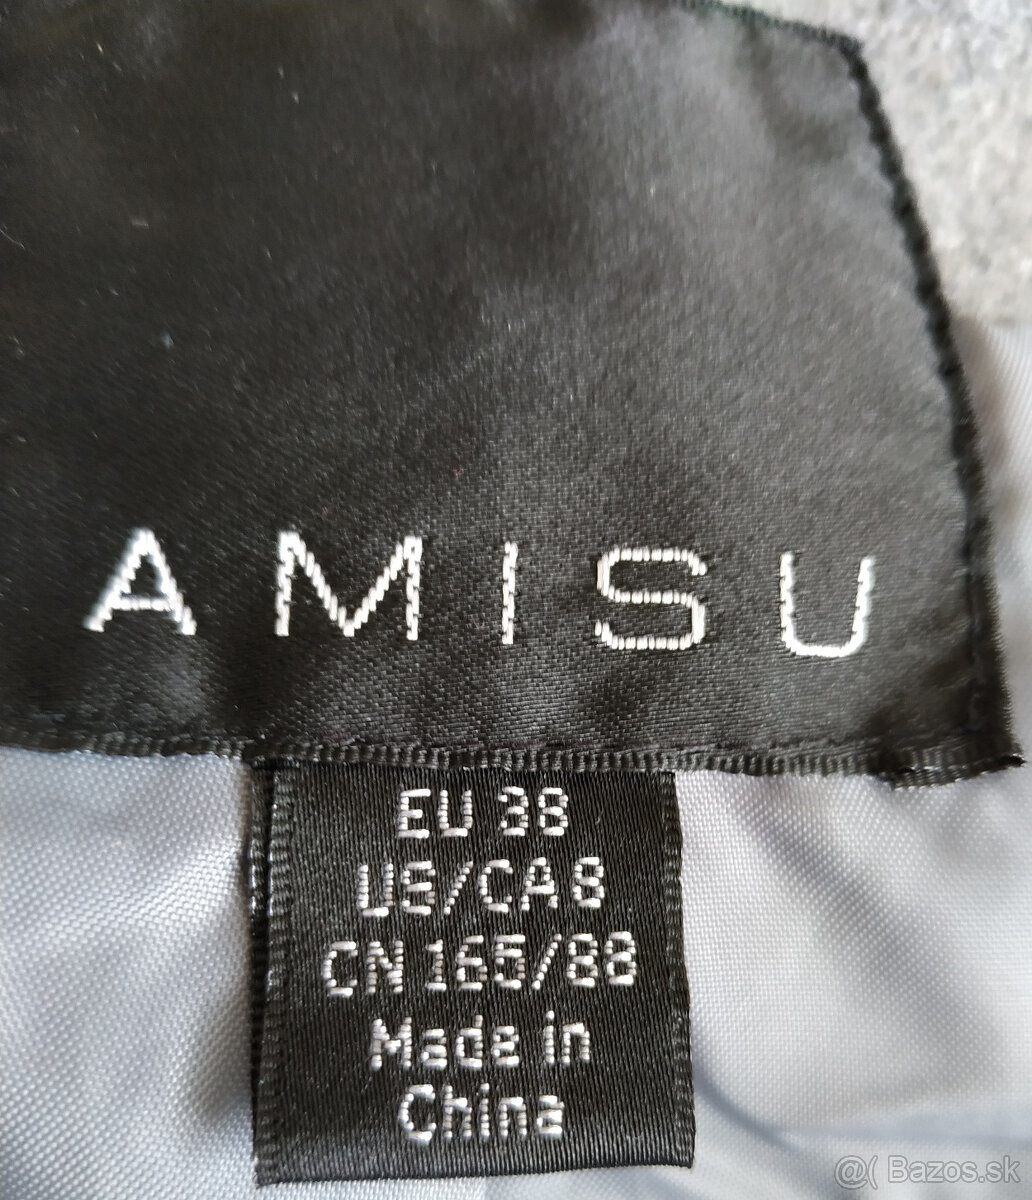 AMISU
EU 38
US/CA 8
CN 165/88
Made in
China
@( Bazos.sk